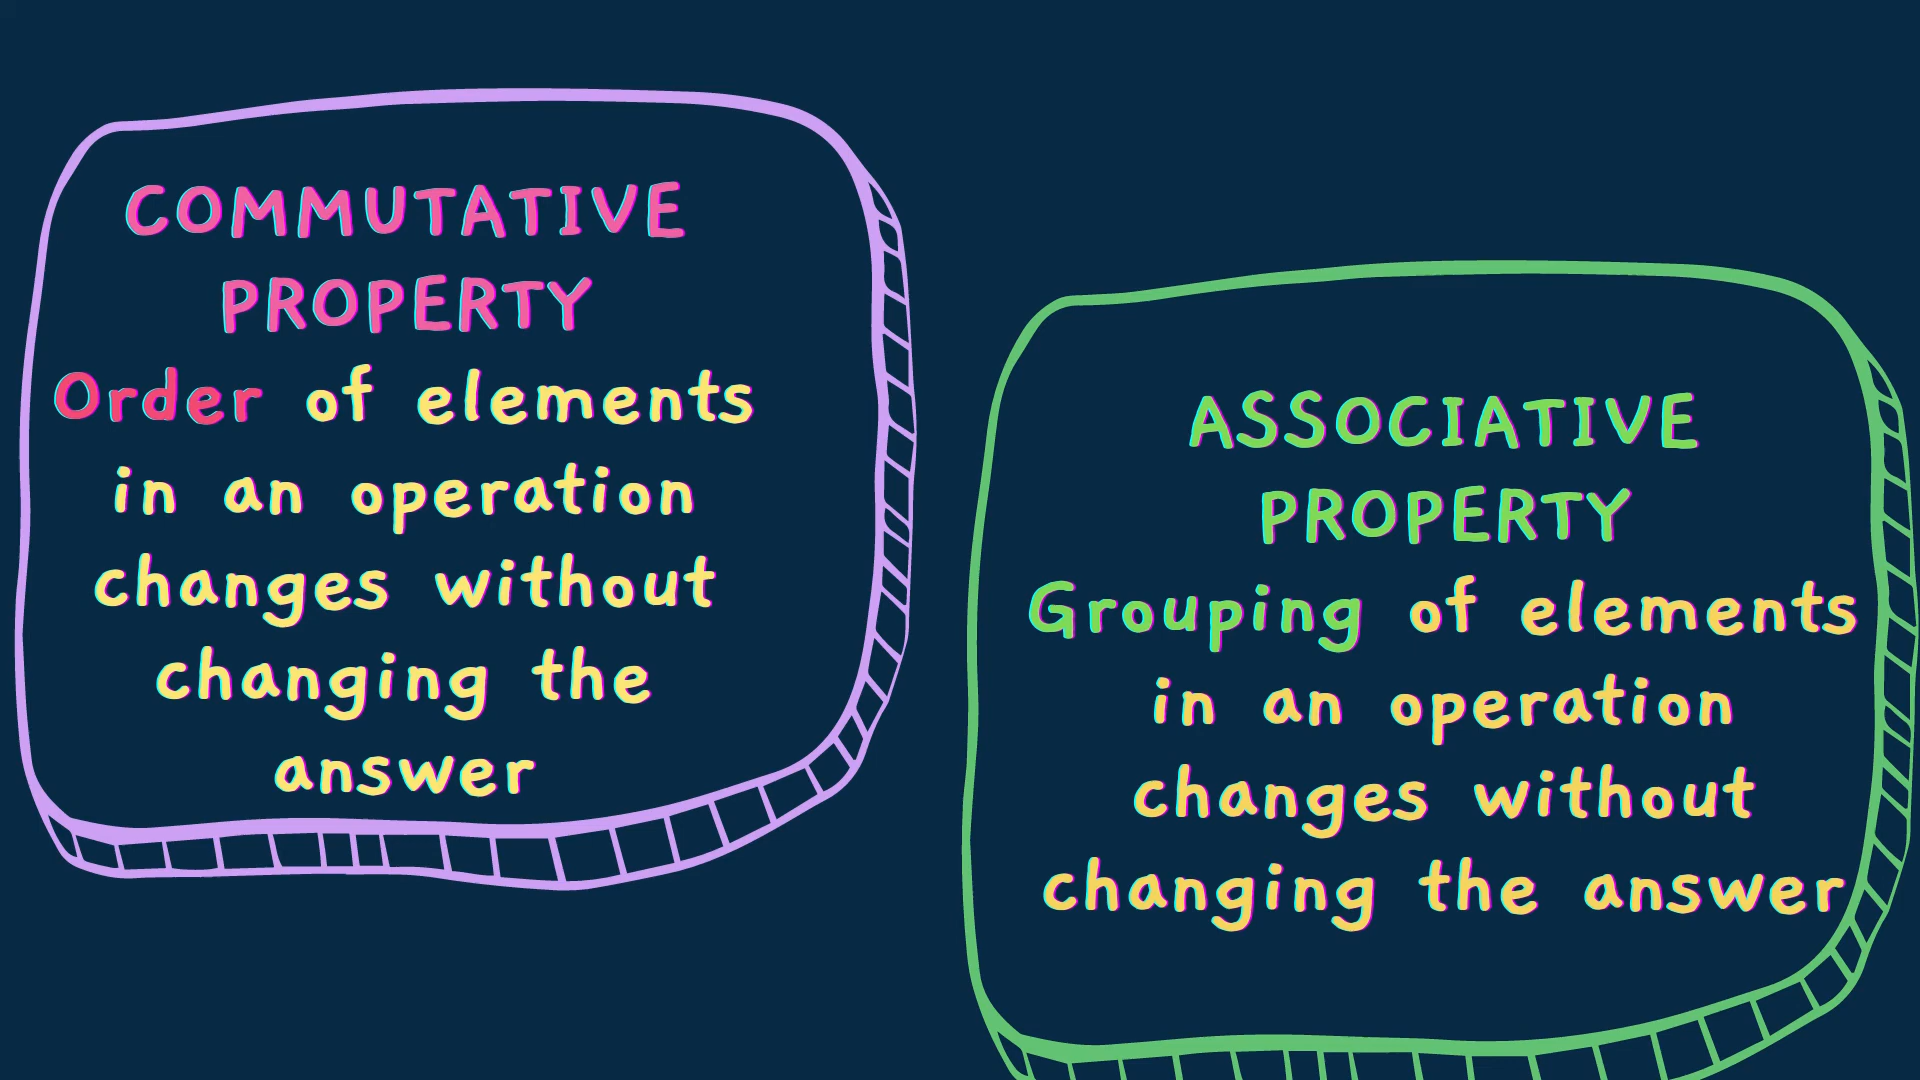 COMMUTATIVE
PROPERTY
Order of elements
in an operation
changes without
changing the
answer
ASSOCIATIVE
PROPERTY
Grouping of elements
in an operation
changes without
changing the answer